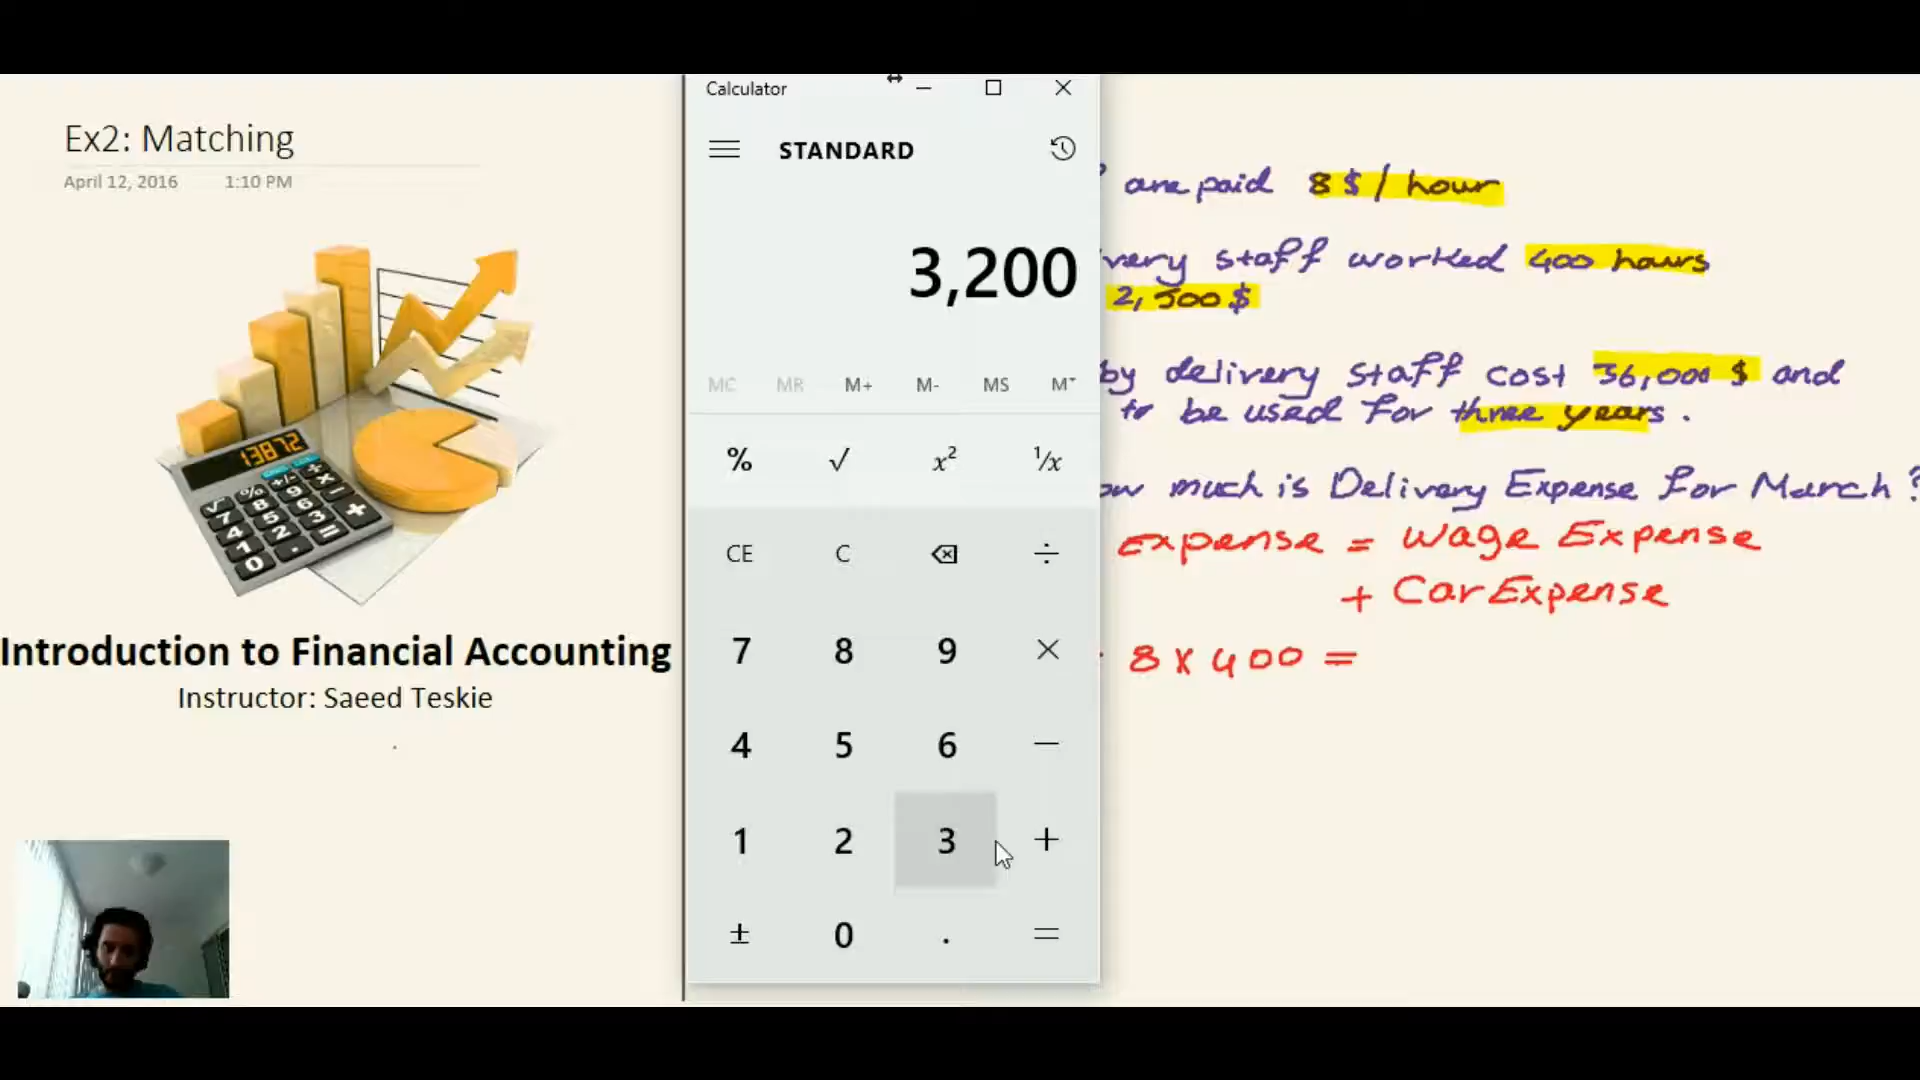 Ex2: Matching
April 12, 2016 1:10 PM
13872
Introduction to Financial Accounting
Instructor: Saeed Teskie
Calculator
STANDARD
3,200
MC MR M+ M- MS M˅
% √ x² ¹/x
CE C ÷
7 8 9 ×
4 5 6 −
1 2 3 +
± 0 . =
are paid 8$ / hour
very staff worked 400 hours
2,500$
by delivery staff cost 36,000 $ and
to be used for three years.
ow much is Delivery Expense for March?
expense = Wage Expense
+ Car Expense
8 x 400 =